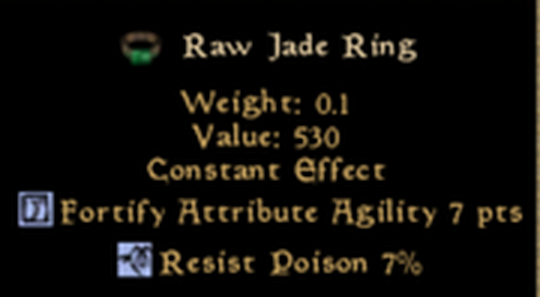 Raw Jade Ring
Weight: 0.1
Value: 530
Constant Effect
Fortify Attribute Agility 7 pts
Resist Poison 7%